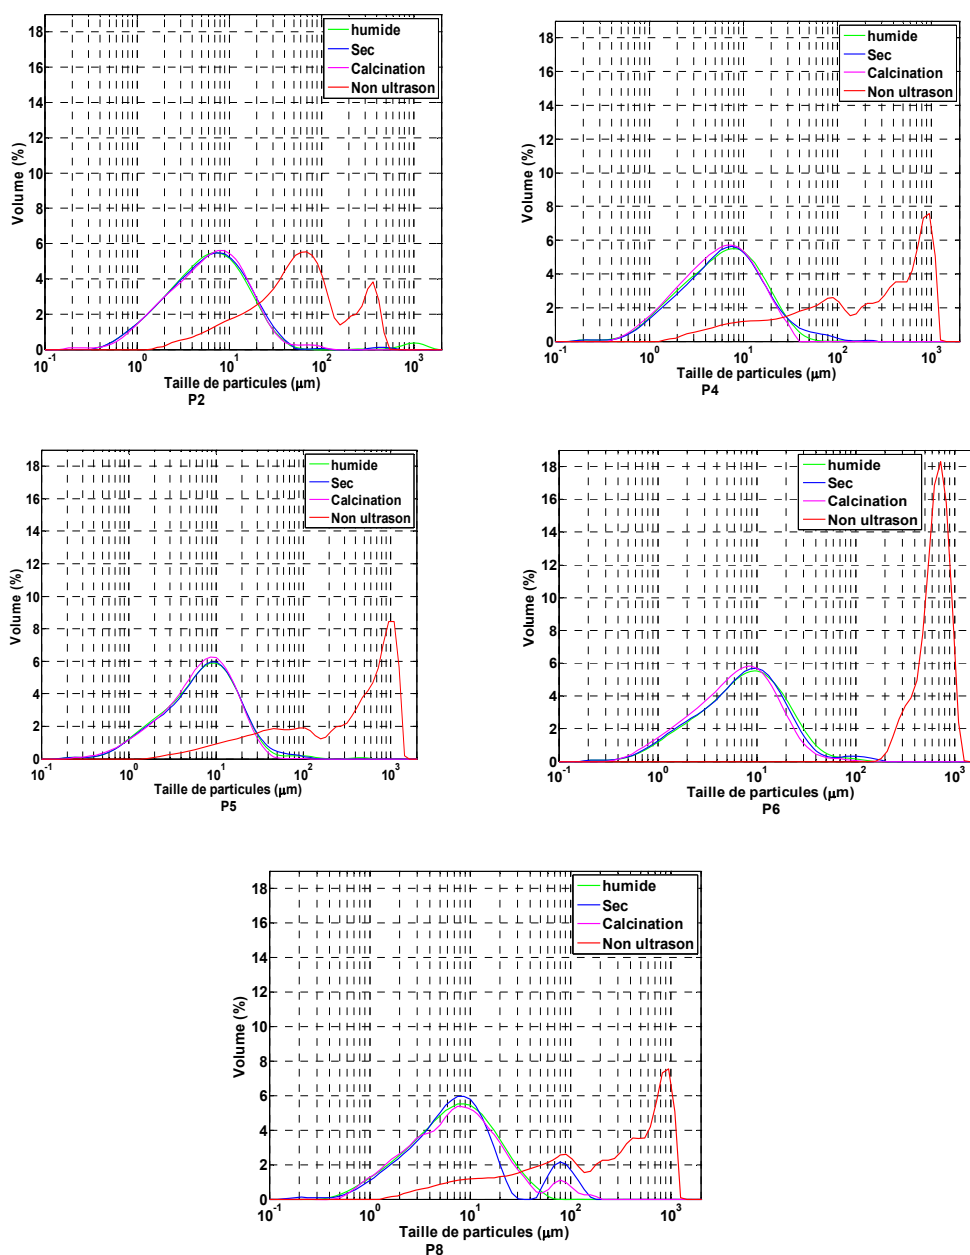 18
16
14
12
10
8
6
4
2
0
Volume (%)
humide
Sec
Calcination
Non ultrason
10-1
100
101
102
103
Taille de particules (µm)
P2
18
16
14
12
10
8
6
4
2
0
Volume (%)
humide
Sec
Calcination
Non ultrason
10-1
100
101
102
103
Taille de particules (µm)
P4
18
16
14
12
10
8
6
4
2
0
Volume (%)
humide
Sec
Calcination
Non ultrason
10-1
100
101
102
103
Taille de particules (µm)
P5
18
16
14
12
10
8
6
4
2
0
Volume (%)
humide
Sec
Calcination
Non ultrason
10-1
100
101
102
103
Taille de particules (µm)
P6
18
16
14
12
10
8
6
4
2
0
Volume (%)
humide
Sec
Calcination
Non ultrason
10-1
100
101
102
103
Taille de particules (µm)
P8